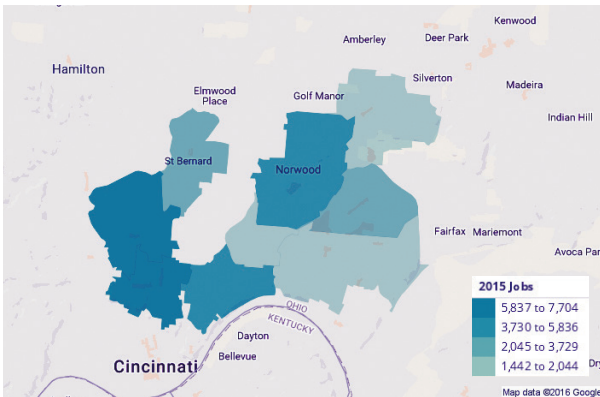 Kenwood
Amberley
Deer Park
Hamilton
Silverton
Elmwood
Place
Golf Manor
Madeira
Indian Hill
St Bernard
Norwood
Fairfax
Mariemont
Avoca Par
2015 Jobs
5,837 to 7,704
3,730 to 5,836
2,045 to 3,729
1,442 to 2,044
OHIO
KENTUCKY
Dayton
Bellevue
Cincinnati
Dry
Map data ©2016 Google